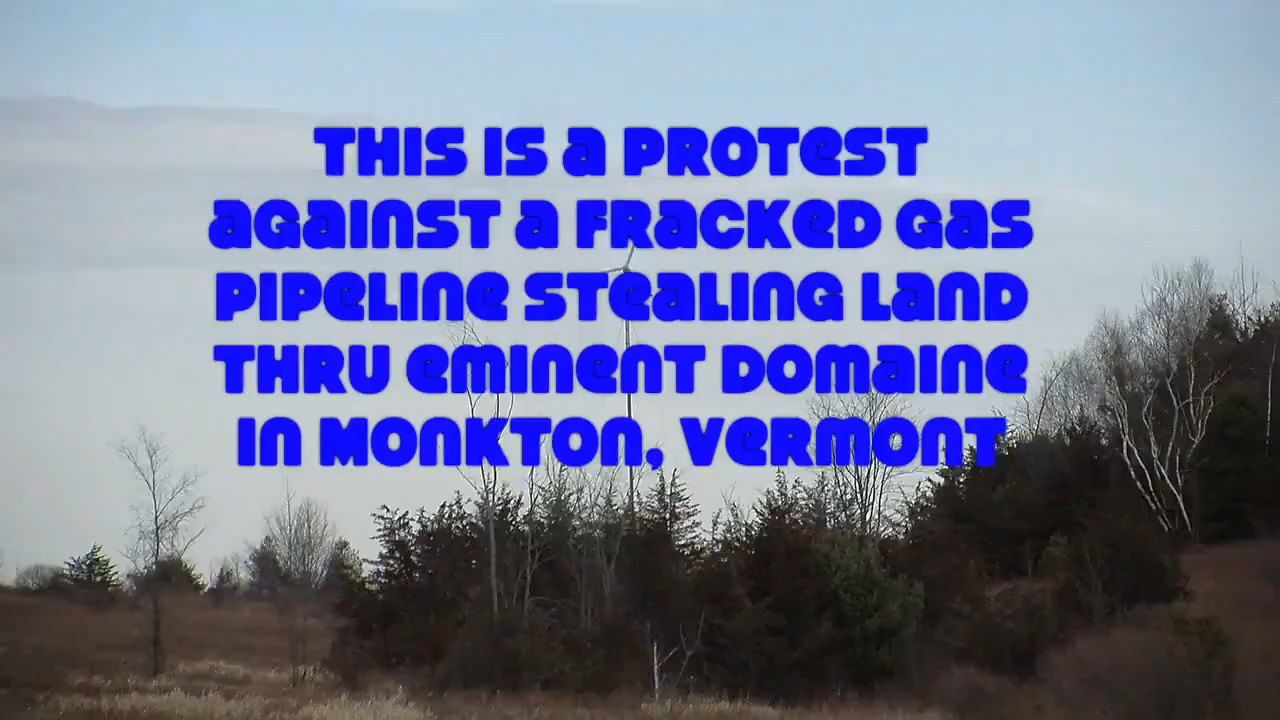 THIS IS a PROTEST
against a Fracked gas
pipeline stealing land
thru eminent domaine
in Monkton, Vermont